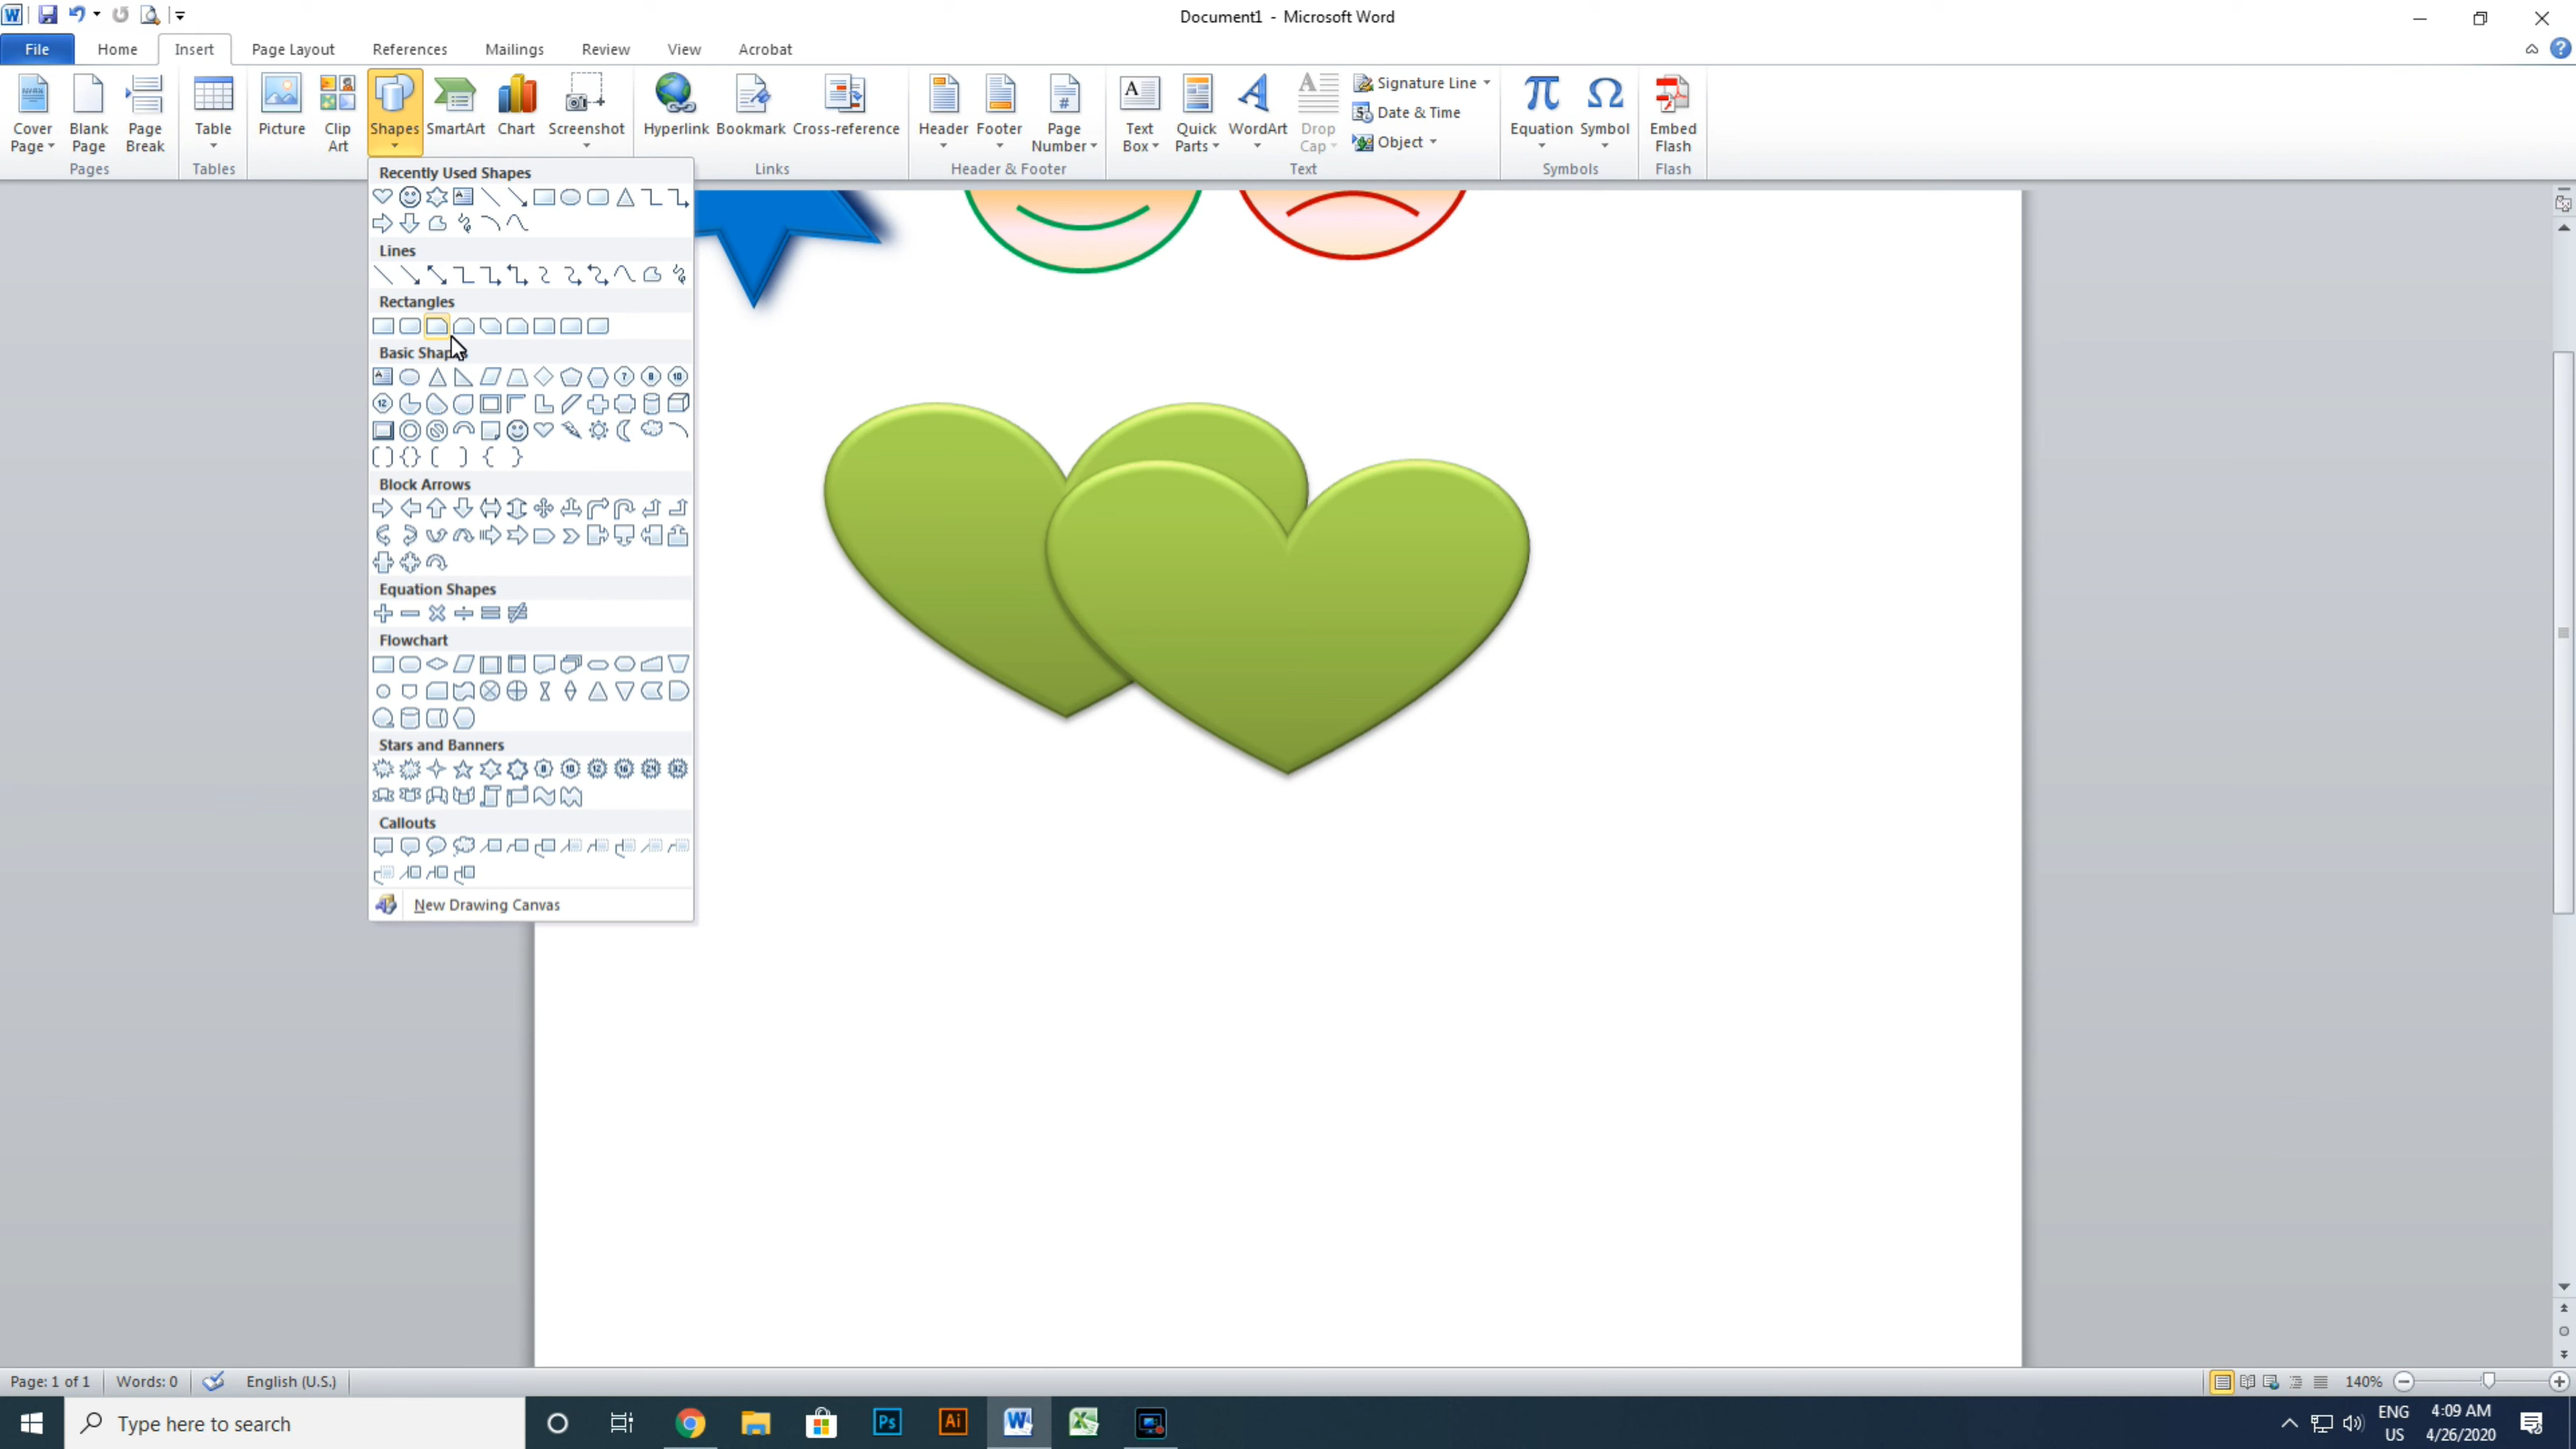 Document1 - Microsoft Word
File Home Insert Page Layout References Mailings Review View Acrobat
Cover Page
Blank Page
Page Break
Table
Picture
Clip Art
Shapes
SmartArt
Chart
Screenshot
Hyperlink
Bookmark
Cross-reference
Header
Footer
Page Number
Text Box
Quick Parts
WordArt
Drop Cap
Signature Line
Date & Time
Object
Equation
Symbol
Embed Flash
Pages Tables Links Header & Footer Text Symbols Flash
Recently Used Shapes
Lines
Rectangles
Basic Shap
Block Arrows
Equation Shapes
Flowchart
Stars and Banners
Callouts
New Drawing Canvas
Page: 1 of 1 Words: 0 English (U.S.) 140%
Type here to search
Ps
Ai
ENG
US
4:09 AM
4/26/2020